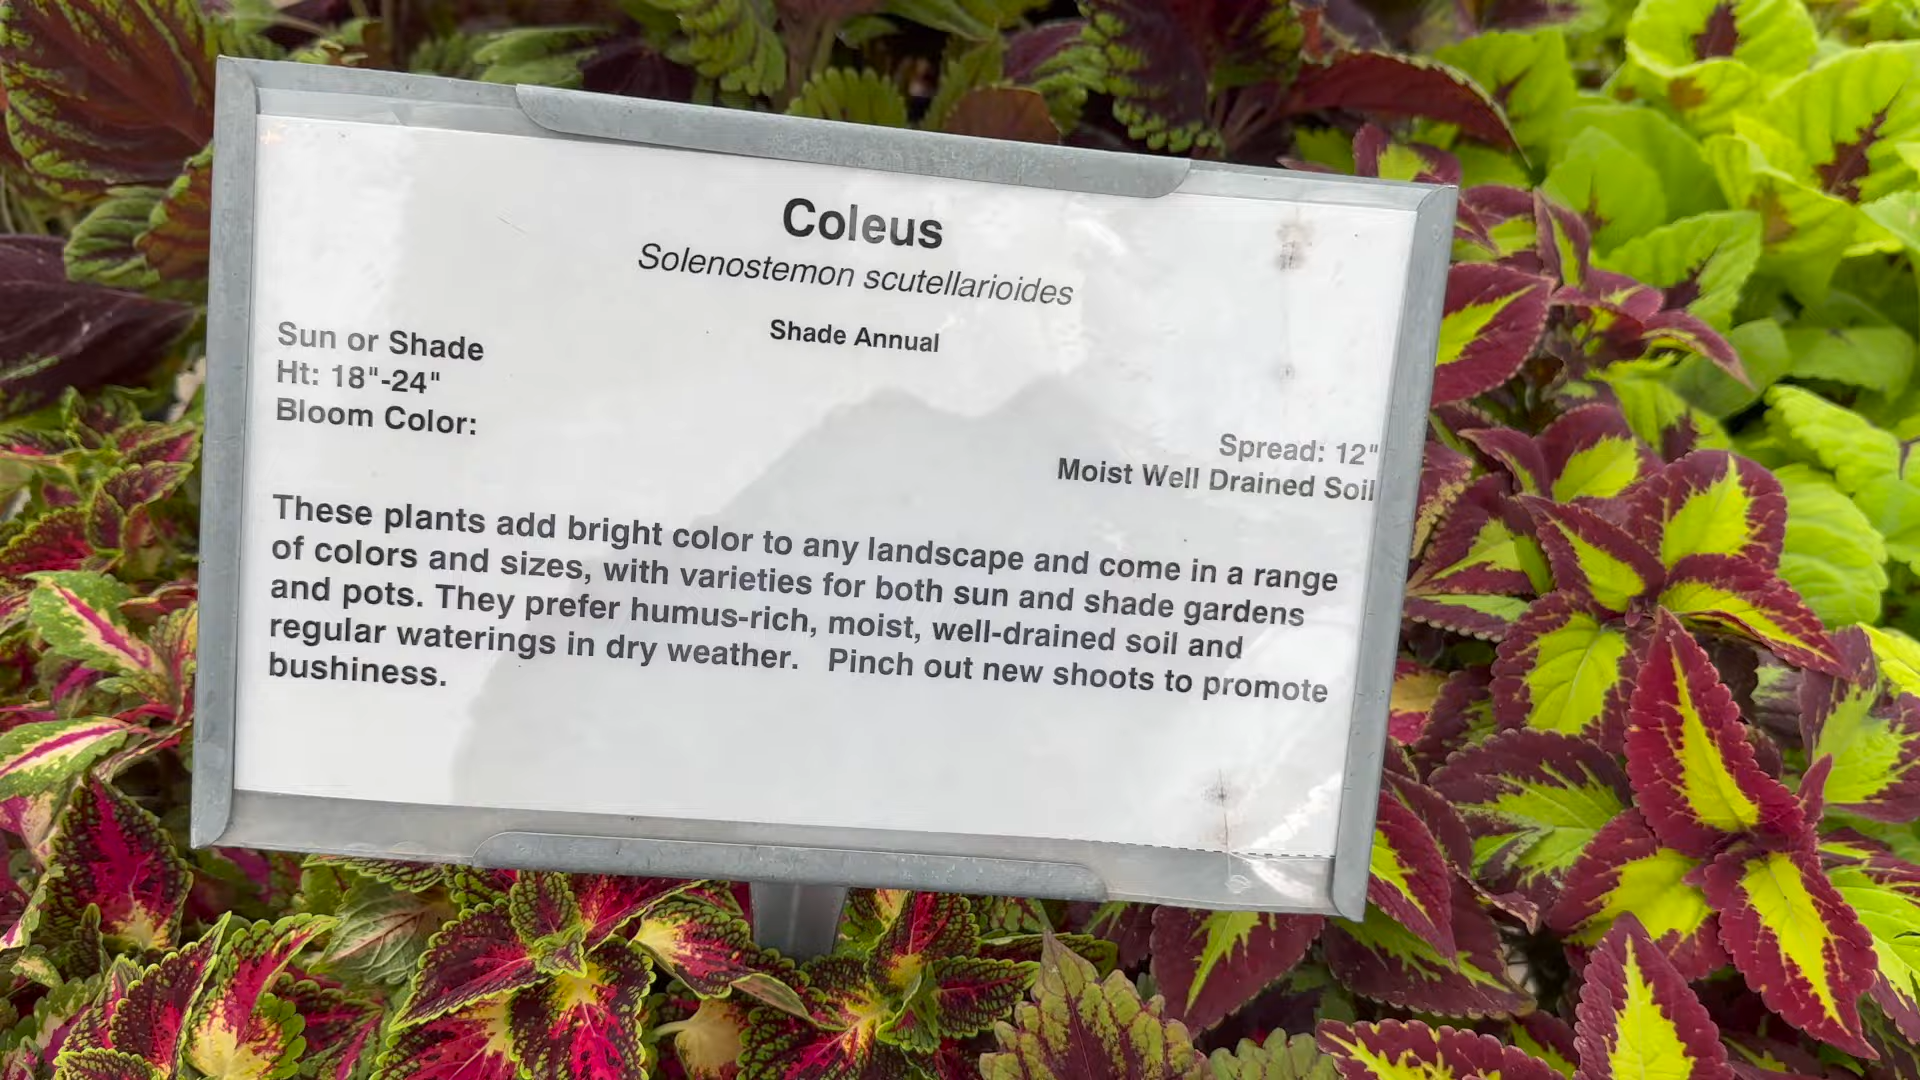 Coleus
Solenostemon scutellarioides
Shade Annual
Sun or Shade
Ht: 18"-24"
Bloom Color:
Spread: 12"
Moist Well Drained Soil
These plants add bright color to any landscape and come in a range
of colors and sizes, with varieties for both sun and shade gardens
and pots. They prefer humus-rich, moist, well-drained soil and
regular waterings in dry weather.   Pinch out new shoots to promote
bushiness.